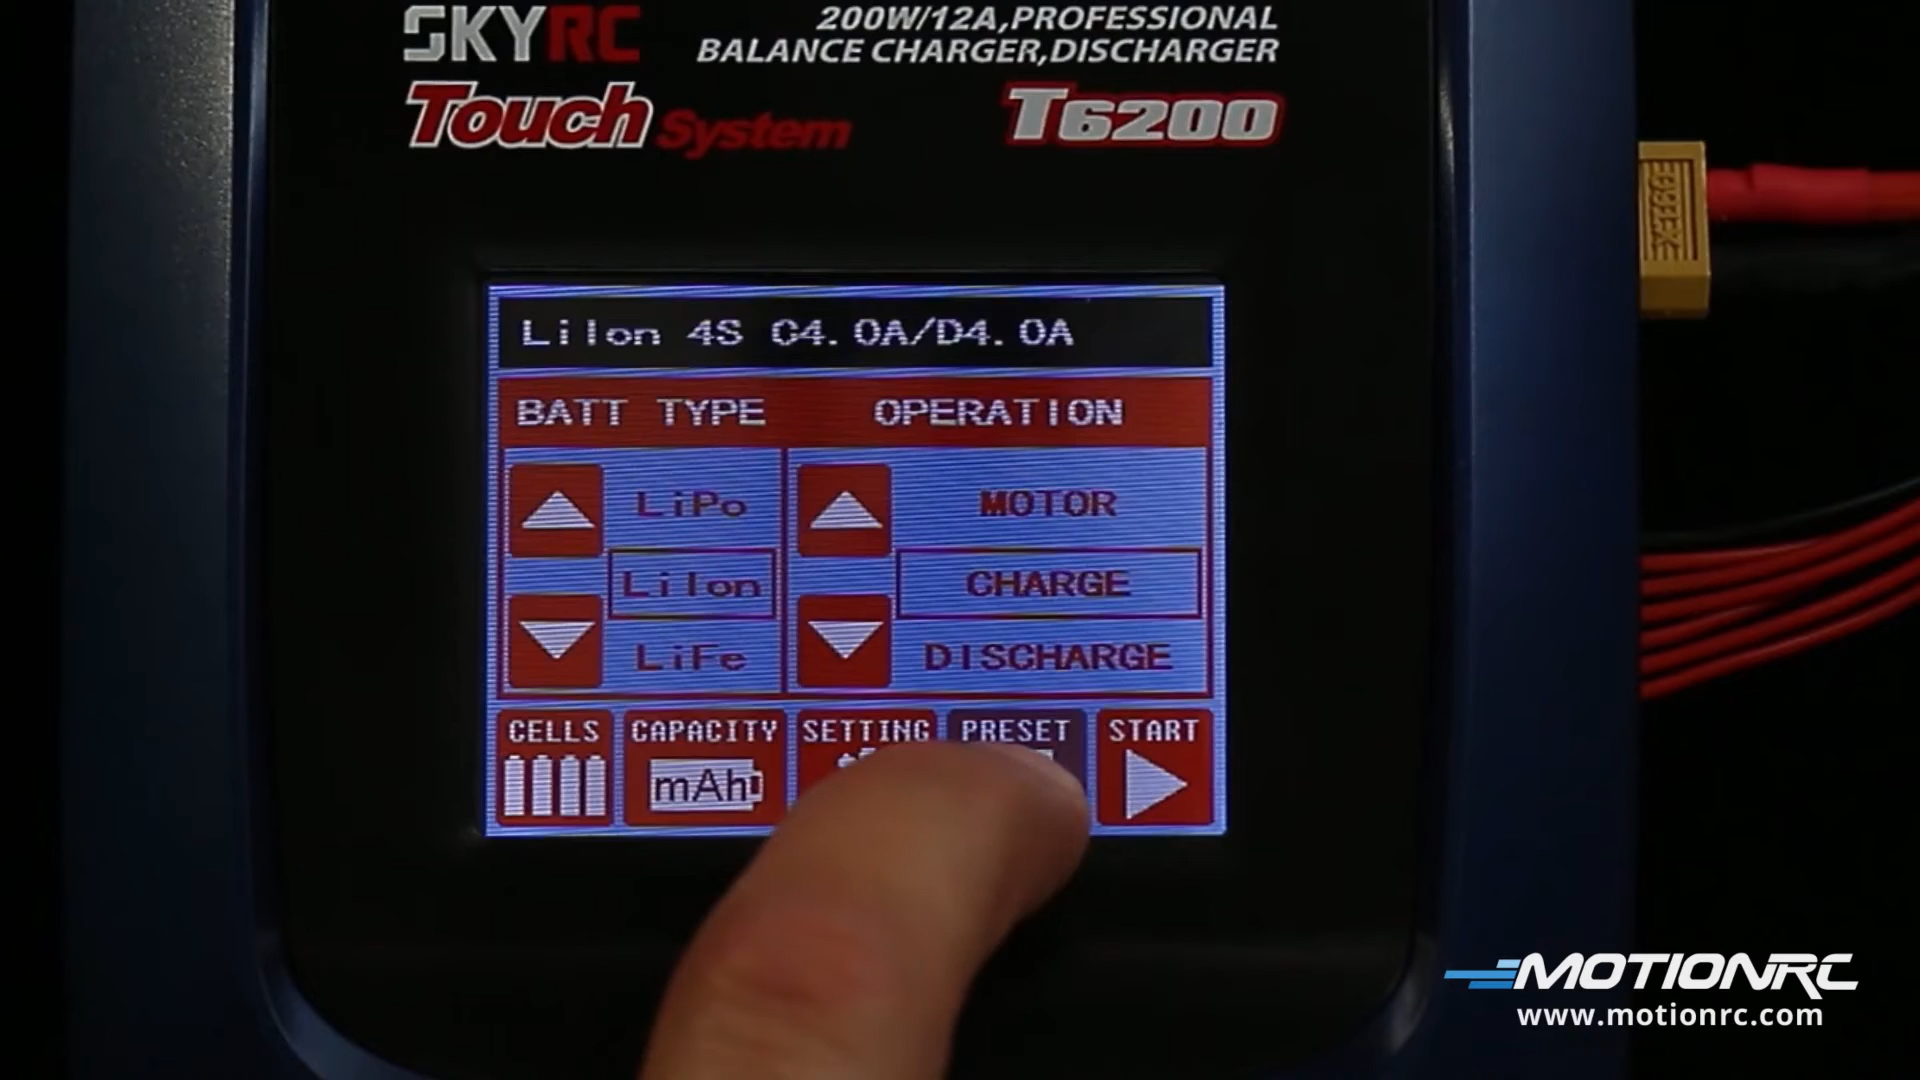 SKYRC
200W/12A,PROFESSIONAL
BALANCE CHARGER,DISCHARGER
Touch System
T6200
LiIon 4S C4.0A/D4.0A
BATT TYPE OPERATION
LiPo MOTOR
LiIon CHARGE
LiFe DISCHARGE
CELLS CAPACITY SETTING PRESET START
mAh
MOTIONRC
www.motionrc.com